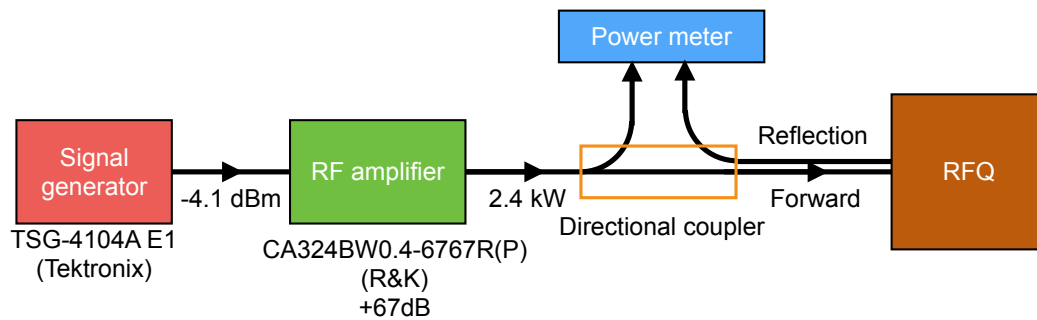 Power meter
Signal
generator
-4.1 dBm
RF amplifier
2.4 kW
Reflection
Forward
RFQ
Directional coupler
TSG-4104A E1
(Tektronix)
CA324BW0.4-6767R(P)
(R&K)
+67dB